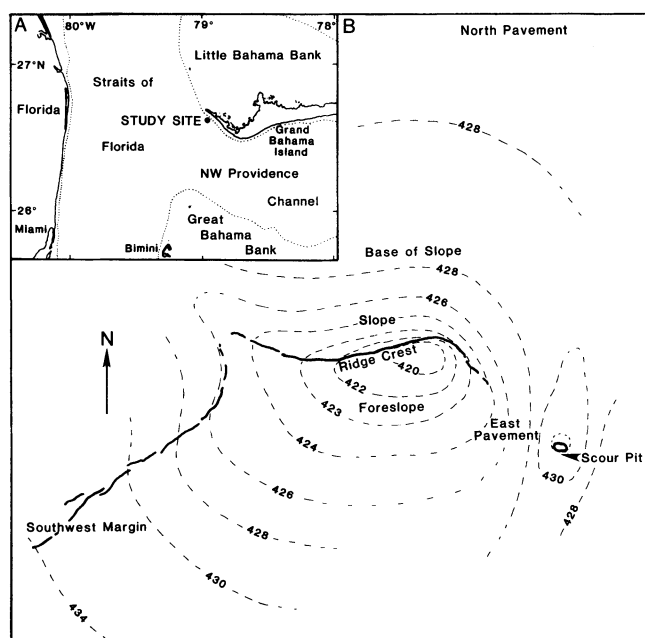 A
80°W
79°
78°
B
North Pavement
27°N
Little Bahama Bank
Straits of
Florida
STUDY SITE
Florida
Grand
Bahama
Island
NW Providence
Channel
26°
Miami
Great
Bahama
Bank
Bimini
428
Base of Slope
428
426
Slope
N
Ridge Crest
420
422
423
Foreslope
424
East
Pavement
Scour Pit
430
426
428
Southwest Margin
428
430
434